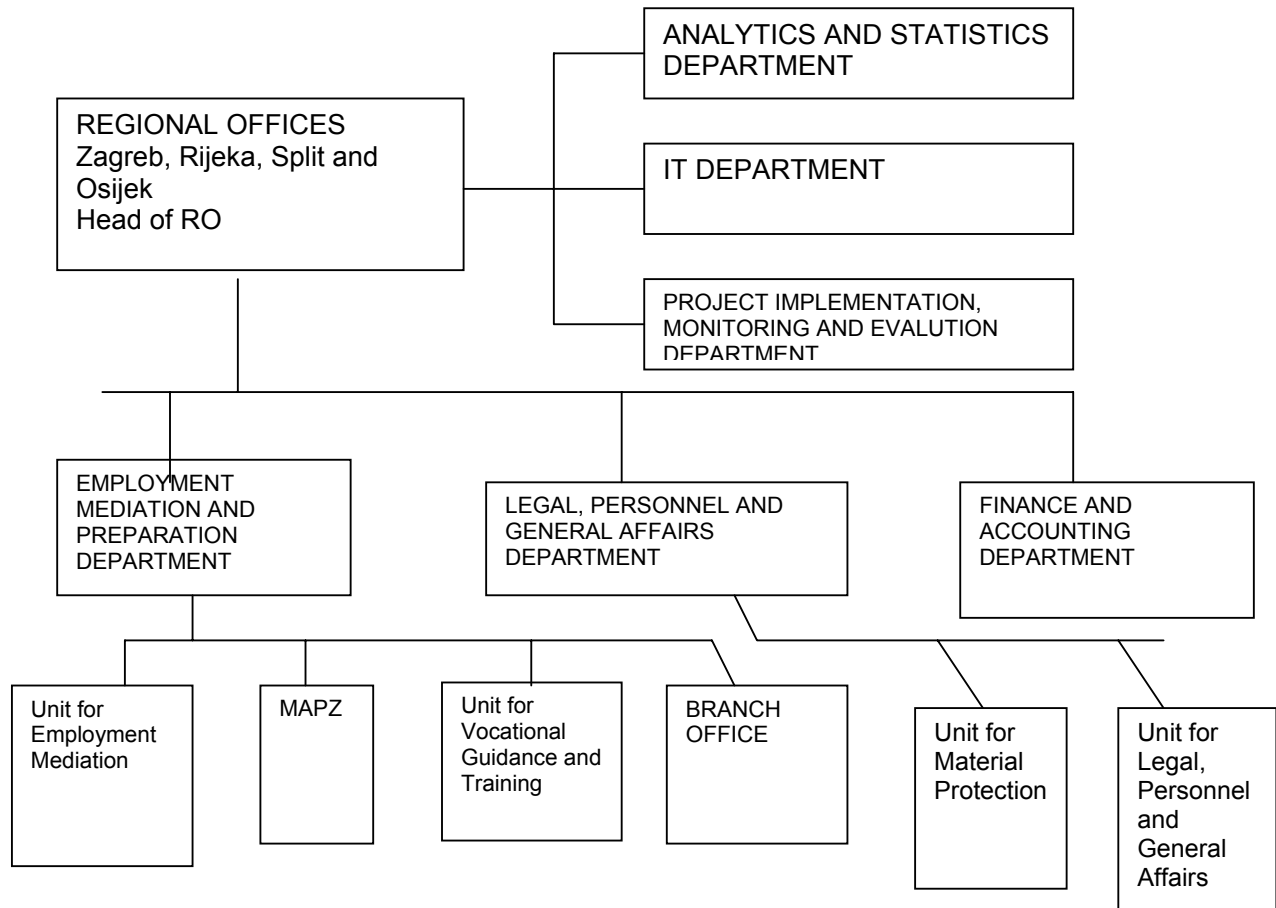 ANALYTICS AND STATISTICS
DEPARTMENT
REGIONAL OFFICES
Zagreb, Rijeka, Split and
Osijek
Head of RO
IT DEPARTMENT
PROJECT IMPLEMENTATION,
MONITORING AND EVALUTION
DEPARTMENT
EMPLOYMENT
MEDIATION AND
PREPARATION
DEPARTMENT
LEGAL, PERSONNEL AND
GENERAL AFFAIRS
DEPARTMENT
FINANCE AND
ACCOUNTING
DEPARTMENT
Unit for
Employment
Mediation
MAPZ
Unit for
Vocational
Guidance and
Training
BRANCH
OFFICE
Unit for
Material
Protection
Unit for
Legal,
Personnel
and
General
Affairs